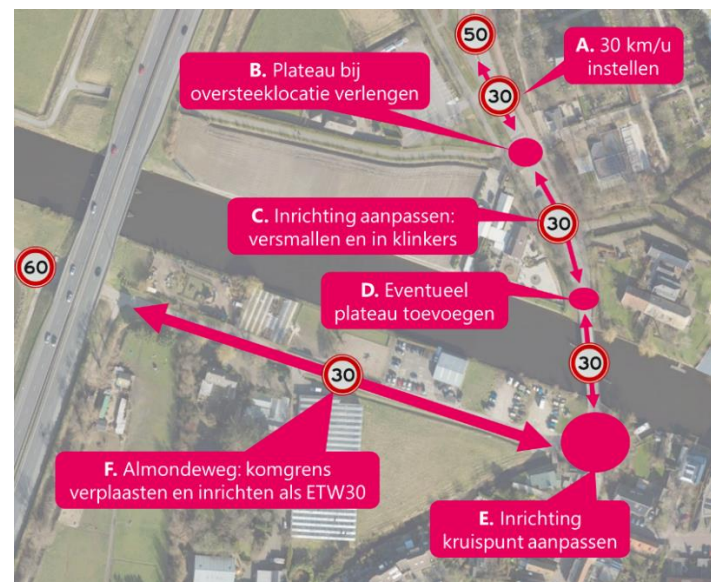 50
A. 30 km/u
instellen
B. Plateau bij
oversteeklocatie verlengen
30
C. Inrichting aanpassen:
versmallen en in klinkers
30
60
D. Eventueel
plateau toevoegen
30
30
F. Almondeweg: komgrens
verplaasten en inrichten als ETW30
E. Inrichting
kruispunt aanpassen